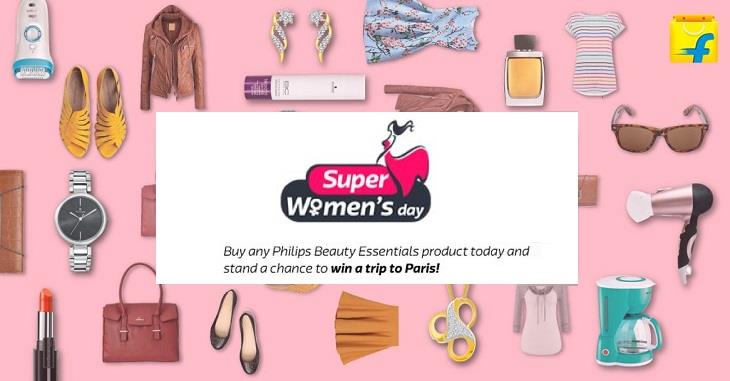 Super
Women's day
Buy any Philips Beauty Essentials product today and
stand a chance to win a trip to Paris!